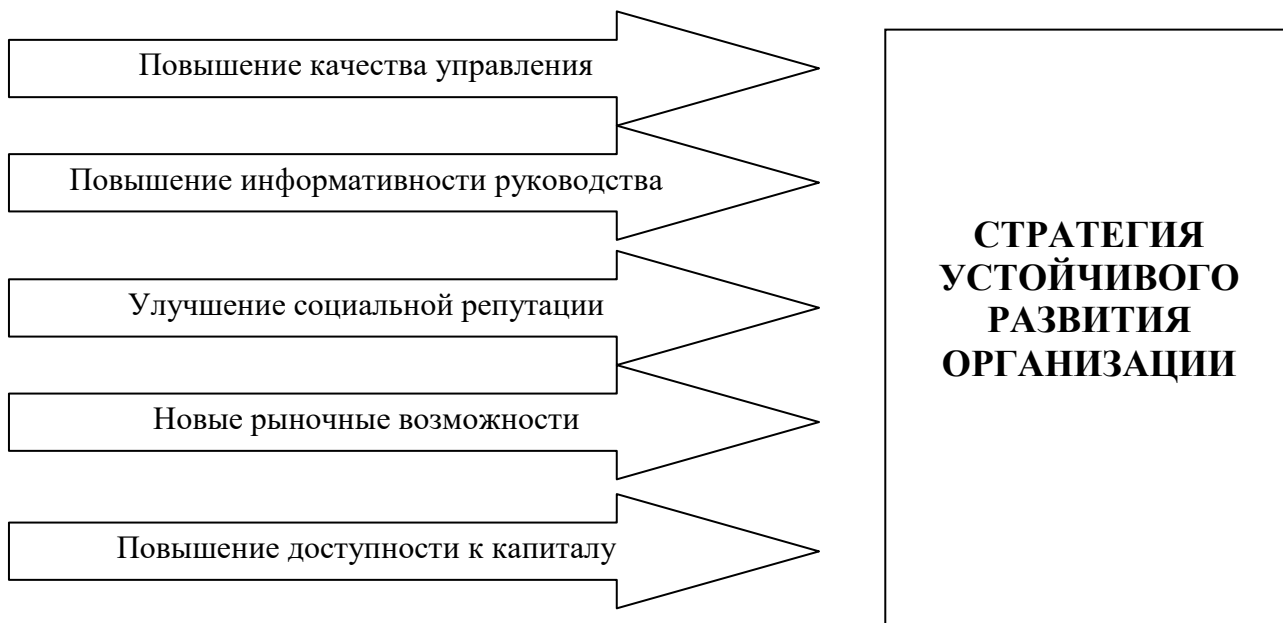 Повышение качества управления
Повышение информативности руководства
Улучшение социальной репутации
Новые рыночные возможности
Повышение доступности к капиталу
СТРАТЕГИЯ
УСТОЙЧИВОГО
РАЗВИТИЯ
ОРГАНИЗАЦИИ